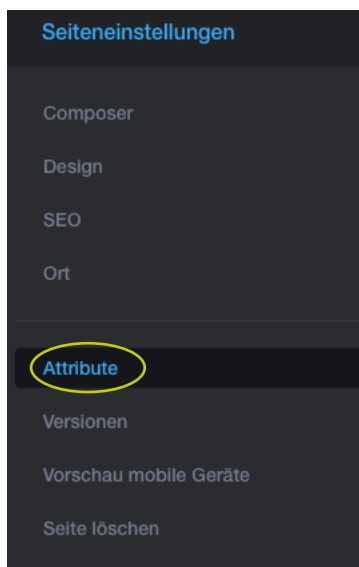 Seiteneinstellungen
Composer
Design
SEO
Ort
Attribute
Versionen
Vorschau mobile Geräte
Seite löschen